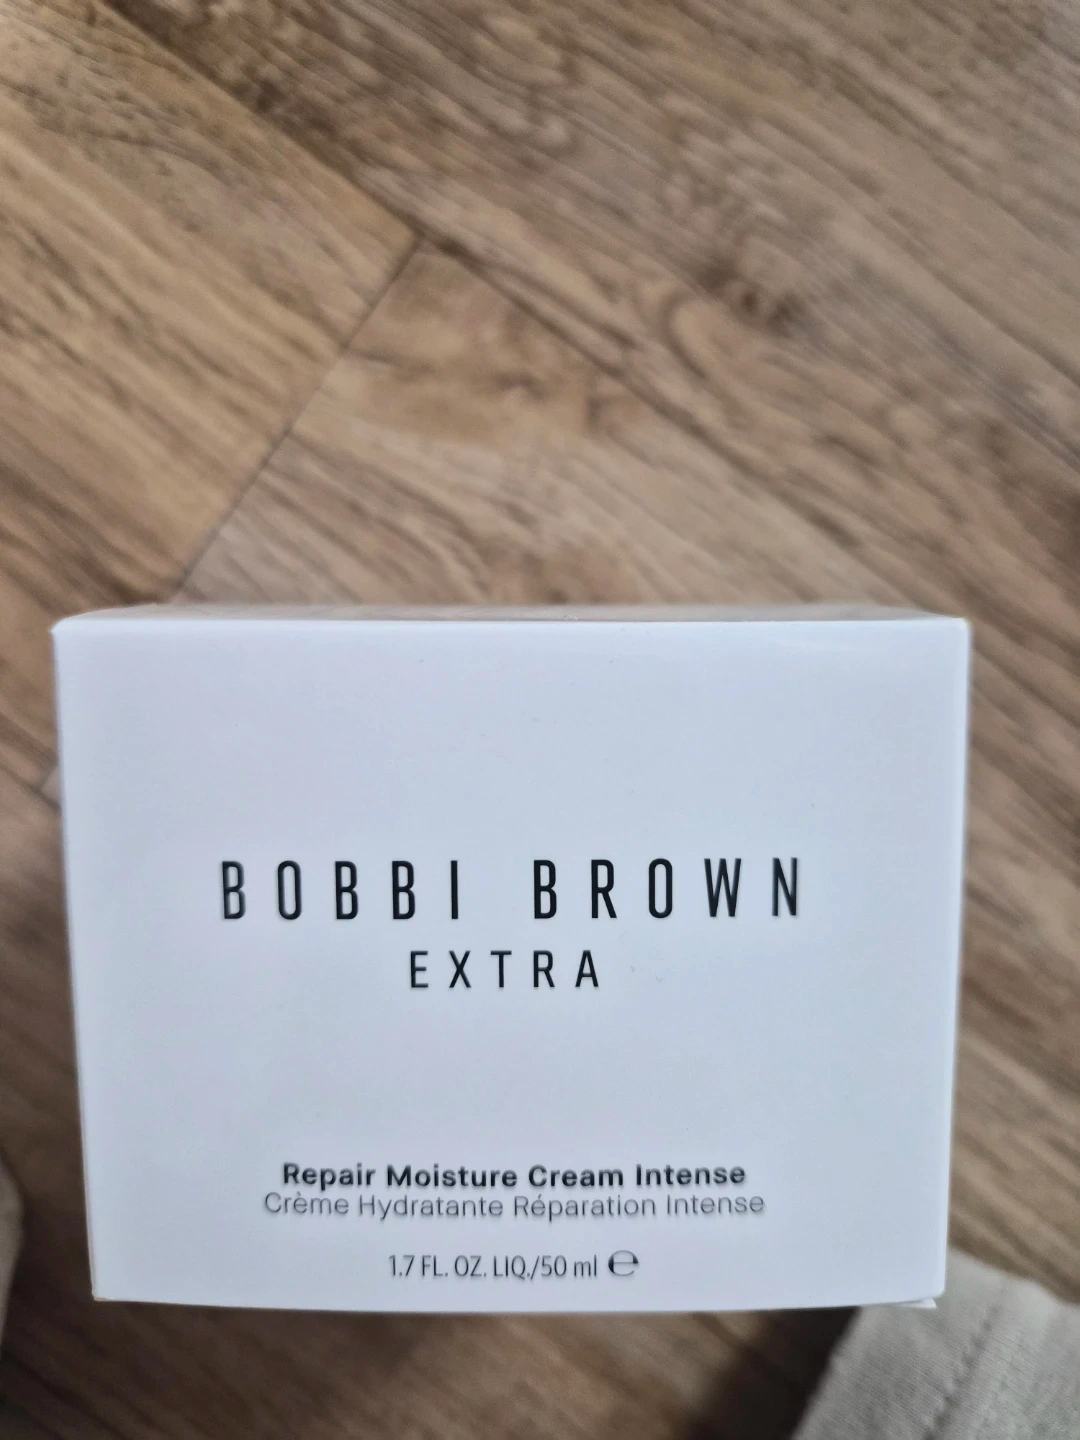 BOBBI BROWN
EXTRA
Repair Moisture Cream Intense
Crème Hydratante Réparation Intense
1.7 FL. OZ. LIQ./50 ml ℮